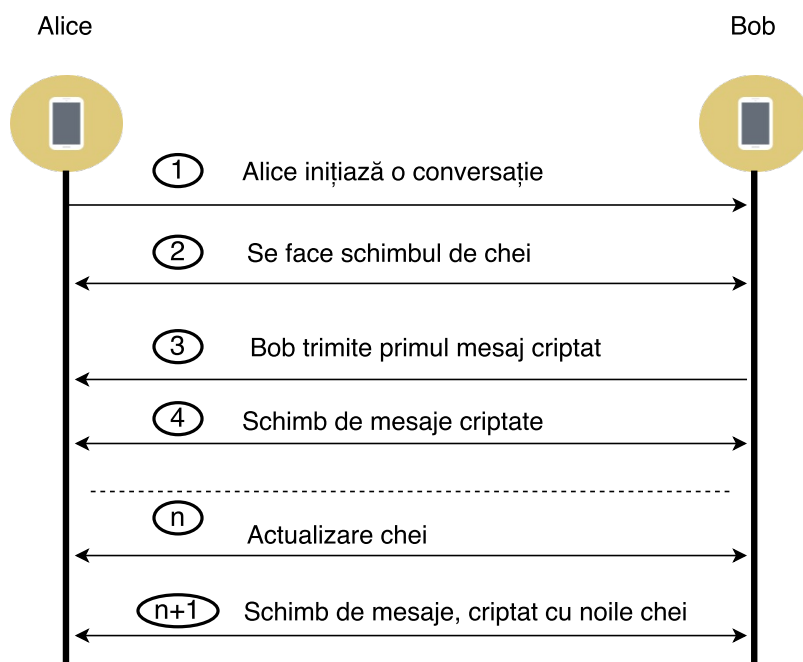 Alice
Bob
1 Alice inițiază o conversație
2 Se face schimbul de chei
3 Bob trimite primul mesaj criptat
4 Schimb de mesaje criptate
n Actualizare chei
n+1 Schimb de mesaje, criptat cu noile chei